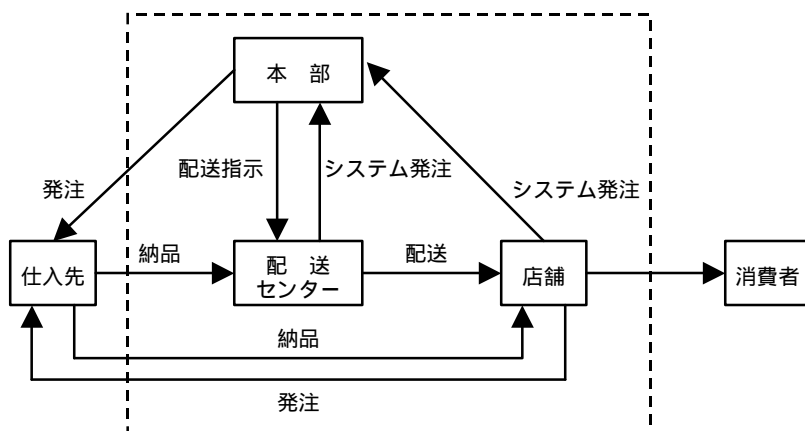 本 部
配送指示
システム発注
発注
システム発注
仕入先
納品
配 送
センター
配送
店舗
消費者
納品
発注